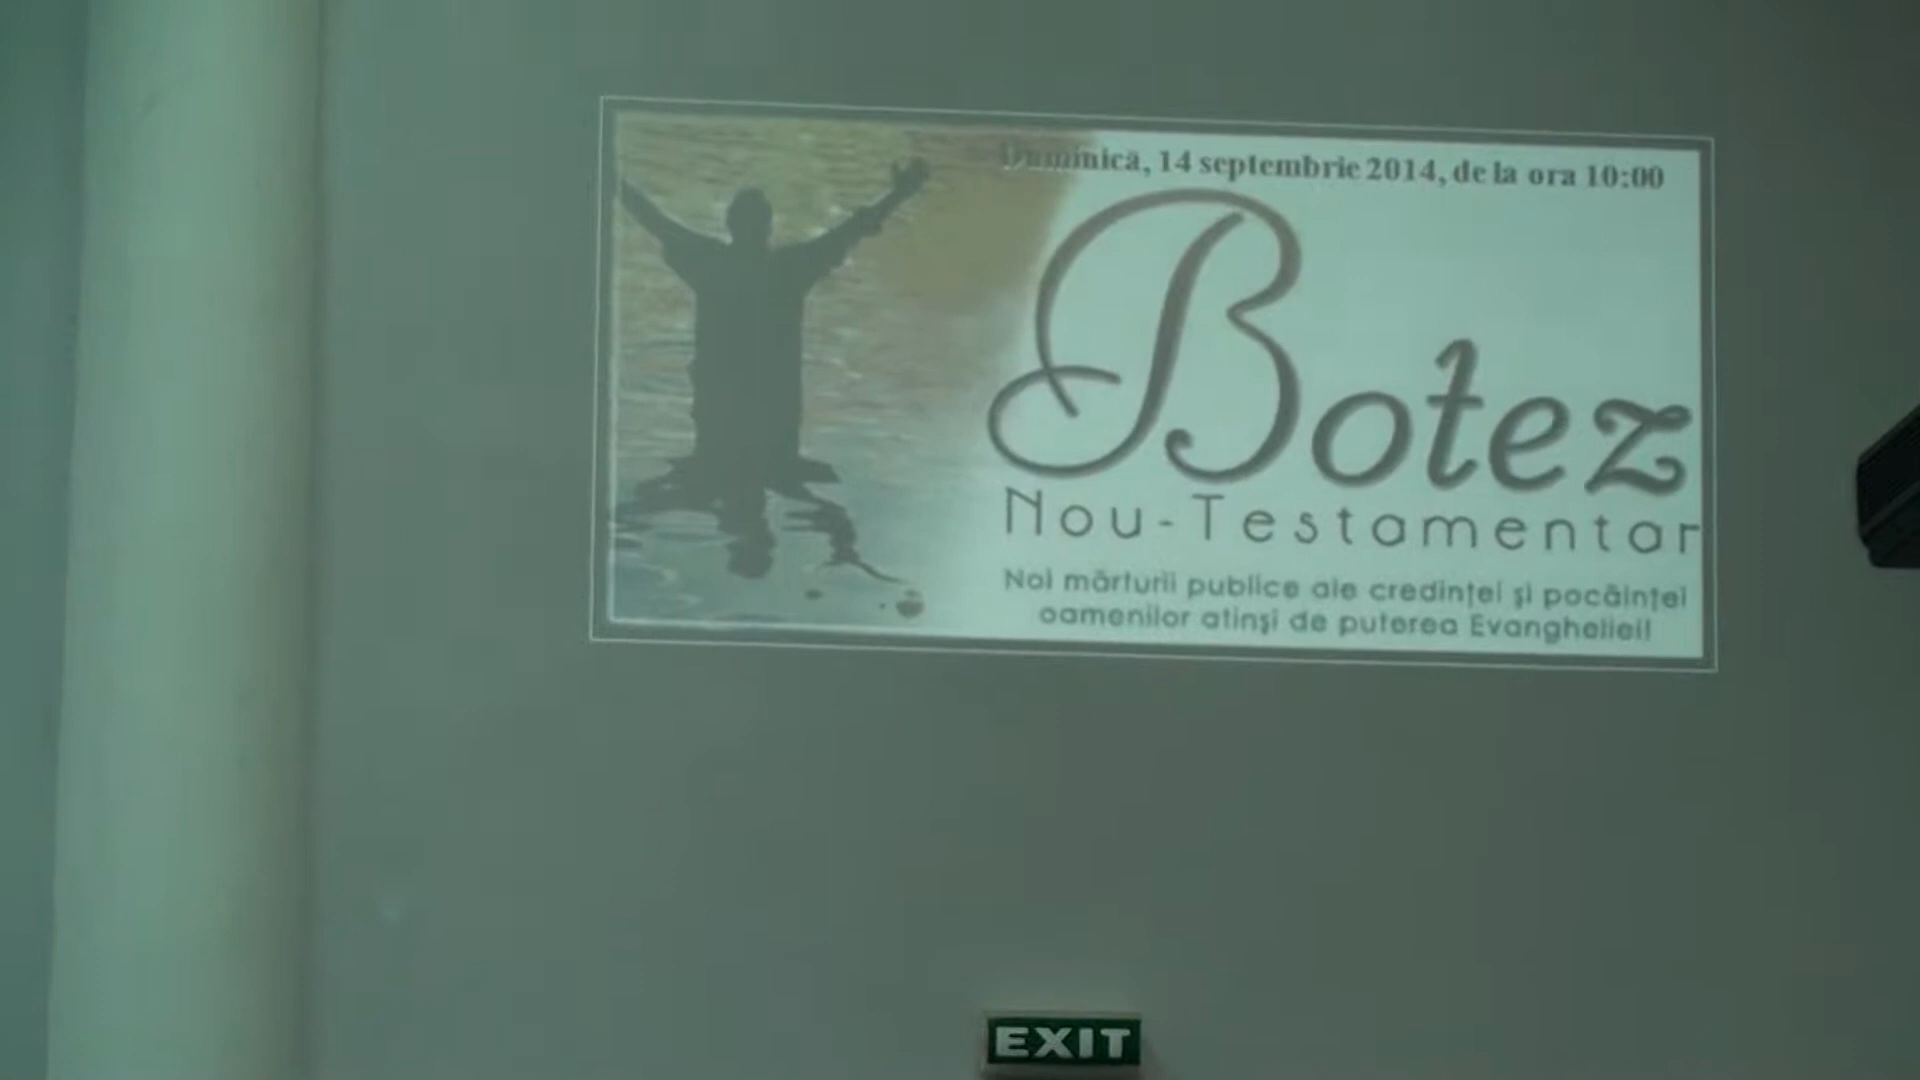 Duminică, 14 septembrie 2014, de la ora 10:00
Botez
Nou-Testamentar
Noi mărturii publice ale credinței și pocăinței
oamenilor atinși de puterea Evangheliei!
EXIT